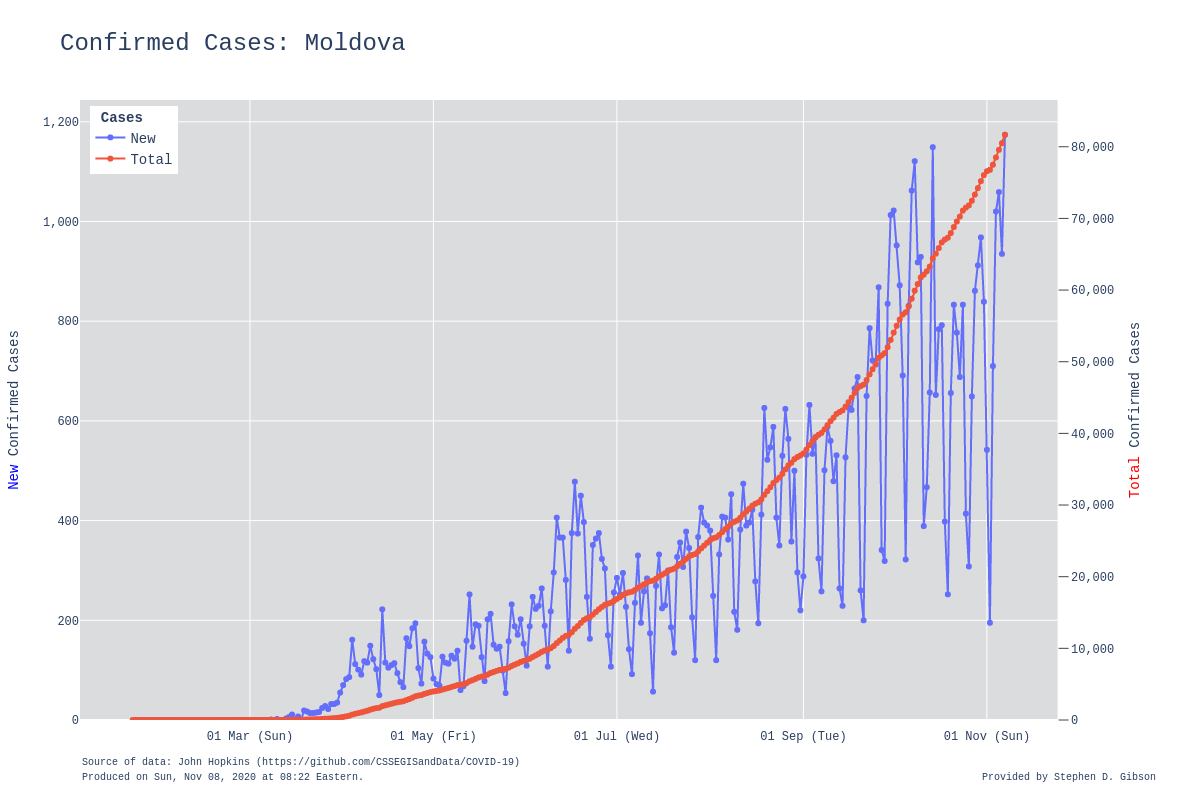 Confirmed Cases: Moldova
Cases
New
Total
1,200
1,000
800
600
400
200
0
80,000
70,000
60,000
50,000
40,000
30,000
20,000
10,000
0
New Confirmed Cases
Total Confirmed Cases
01 Mar (Sun)
01 May (Fri)
01 Jul (Wed)
01 Sep (Tue)
01 Nov (Sun)
Source of data: John Hopkins (https://github.com/CSSEGISandData/COVID-19)
Produced on Sun, Nov 08, 2020 at 08:22 Eastern.
Provided by Stephen D. Gibson